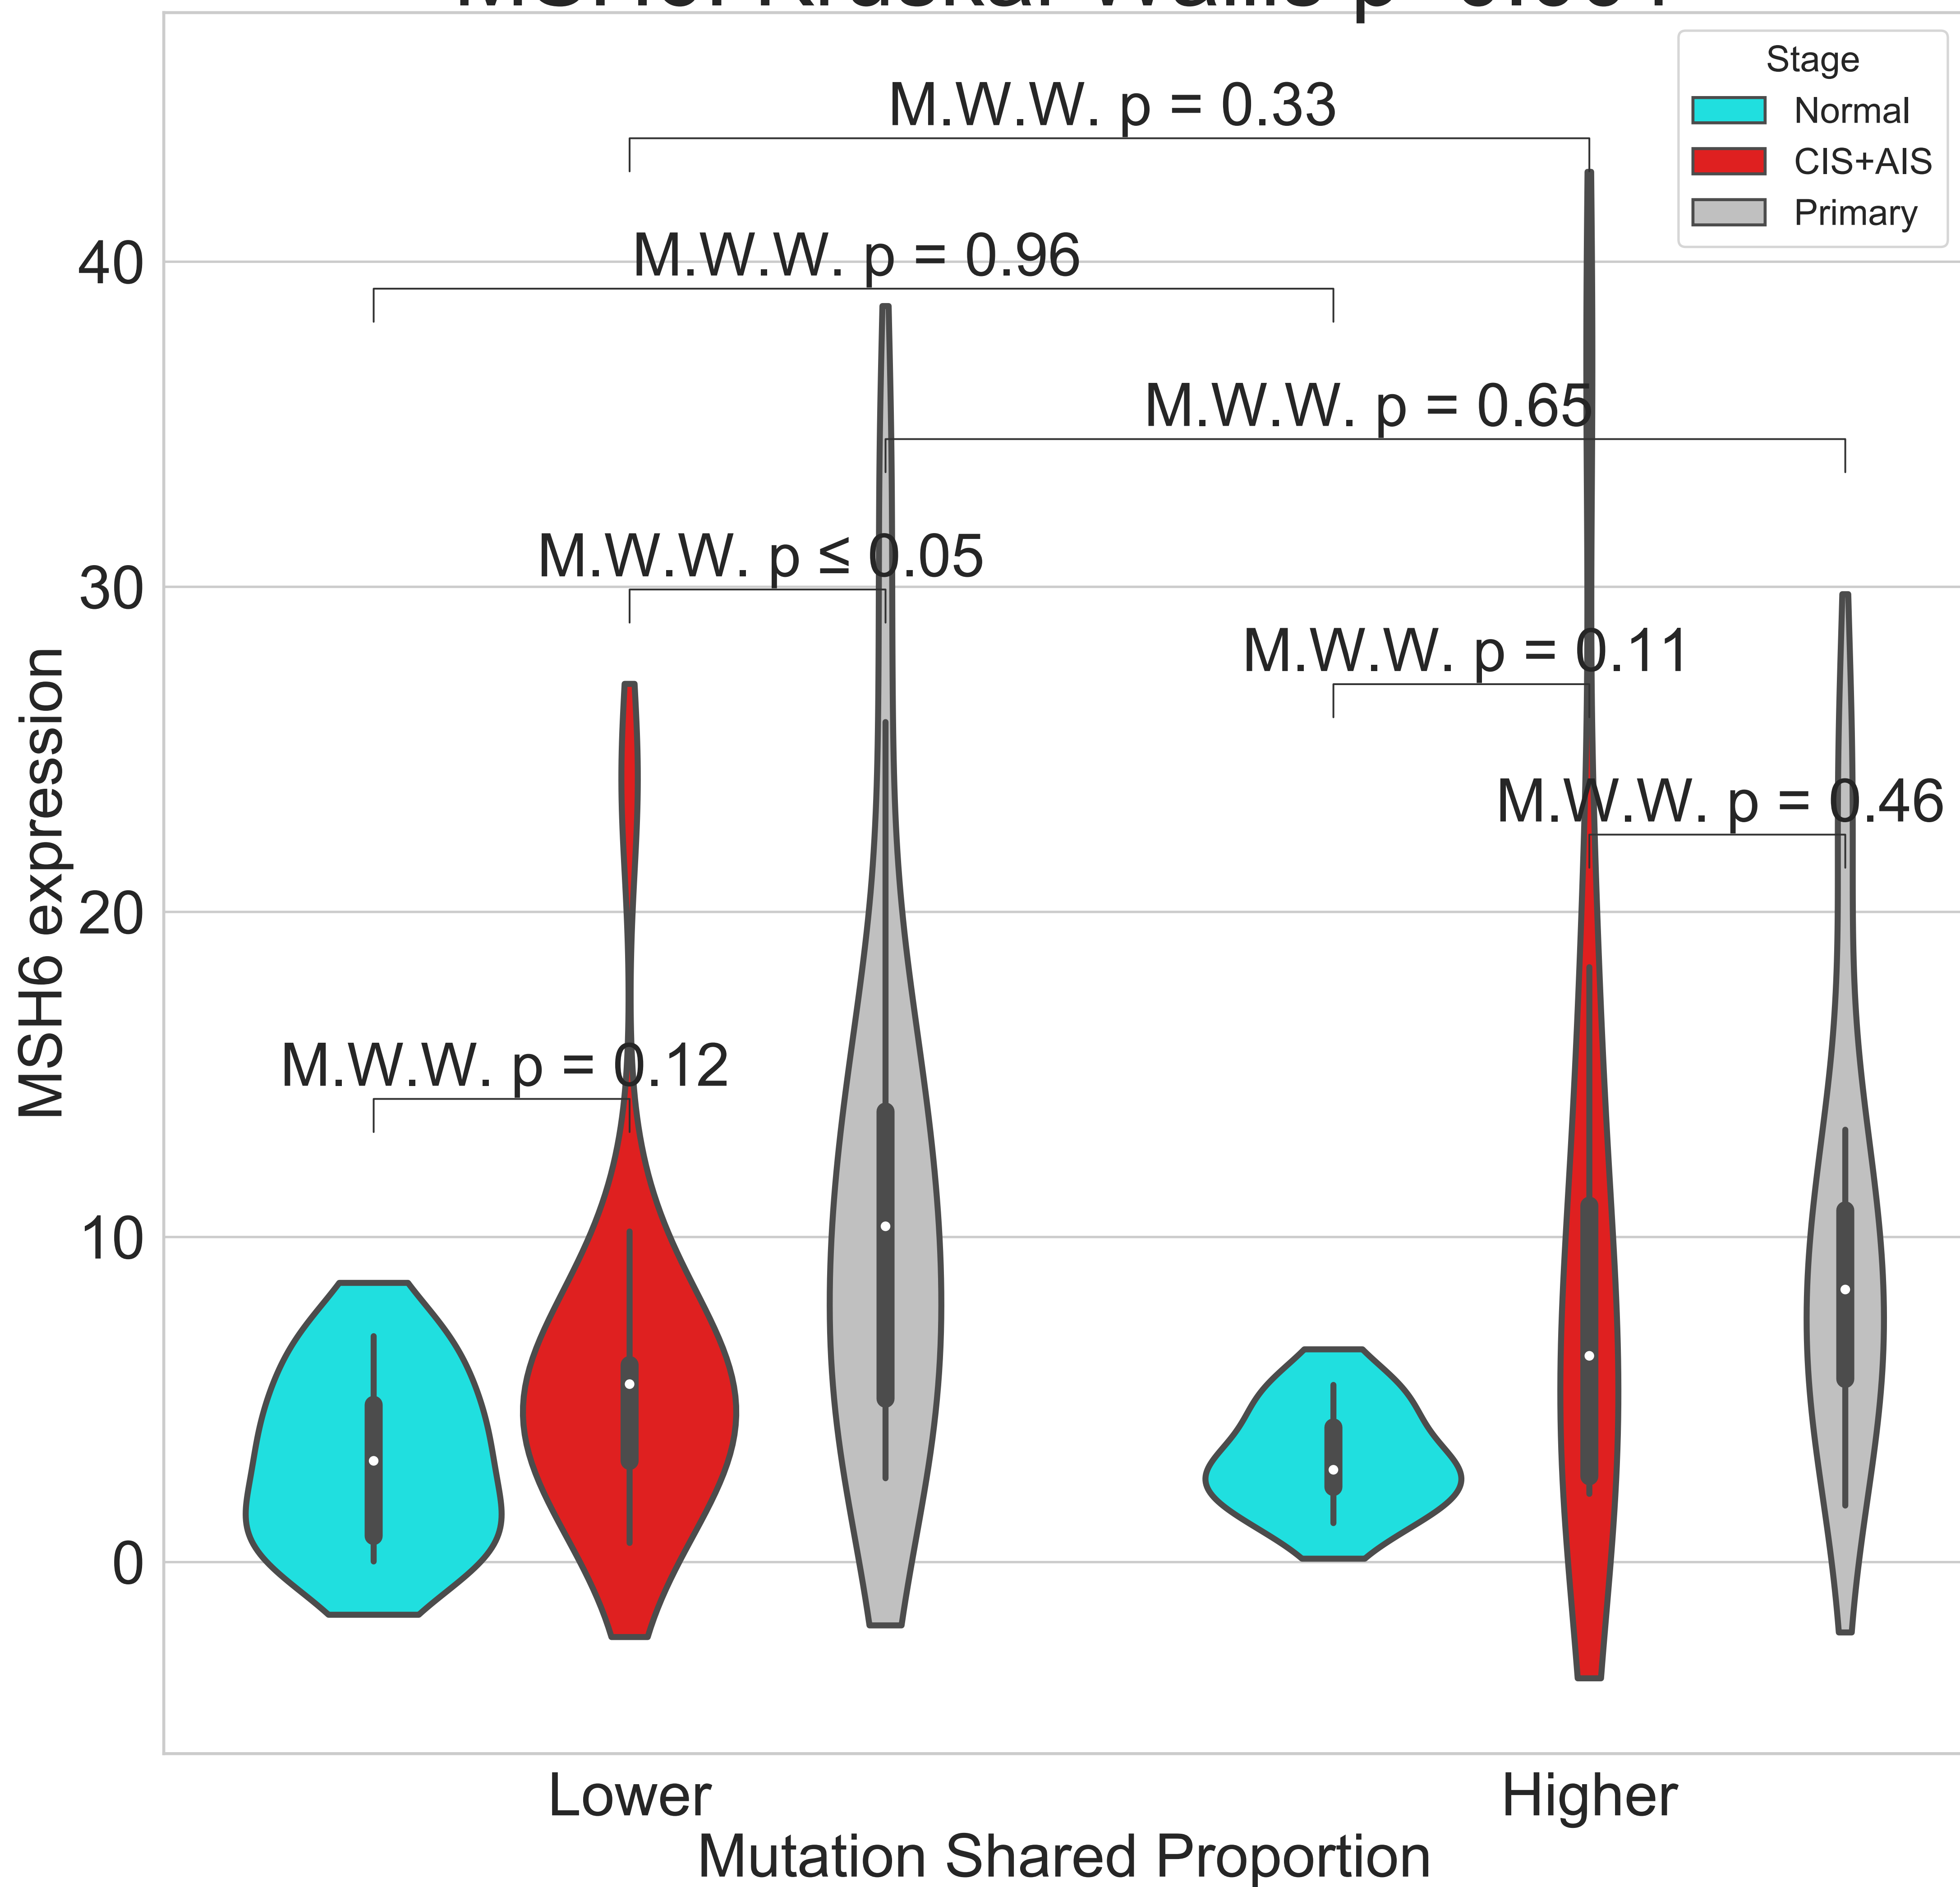 Stage
Normal
CIS+AIS
Primary
M.W.W. p = 0.33
M.W.W. p = 0.96
M.W.W. p = 0.65
M.W.W. p ≤ 0.05
M.W.W. p = 0.11
M.W.W. p = 0.46
M.W.W. p = 0.12
MSH6 expression
40
30
20
10
0
Lower
Higher
Mutation Shared Proportion